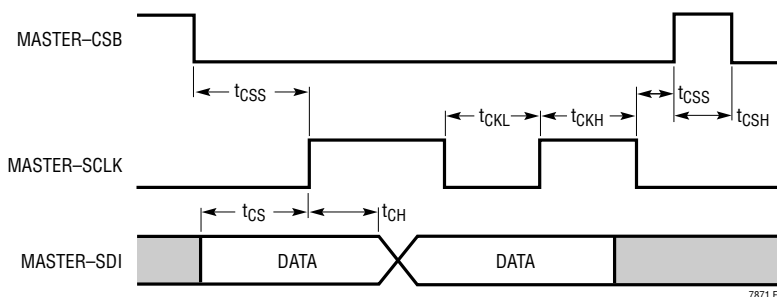 MASTER–CSB
tCSS
tCKL
tCKH
tCSS
tCSH
MASTER–SCLK
tCS
tCH
MASTER–SDI
DATA
DATA